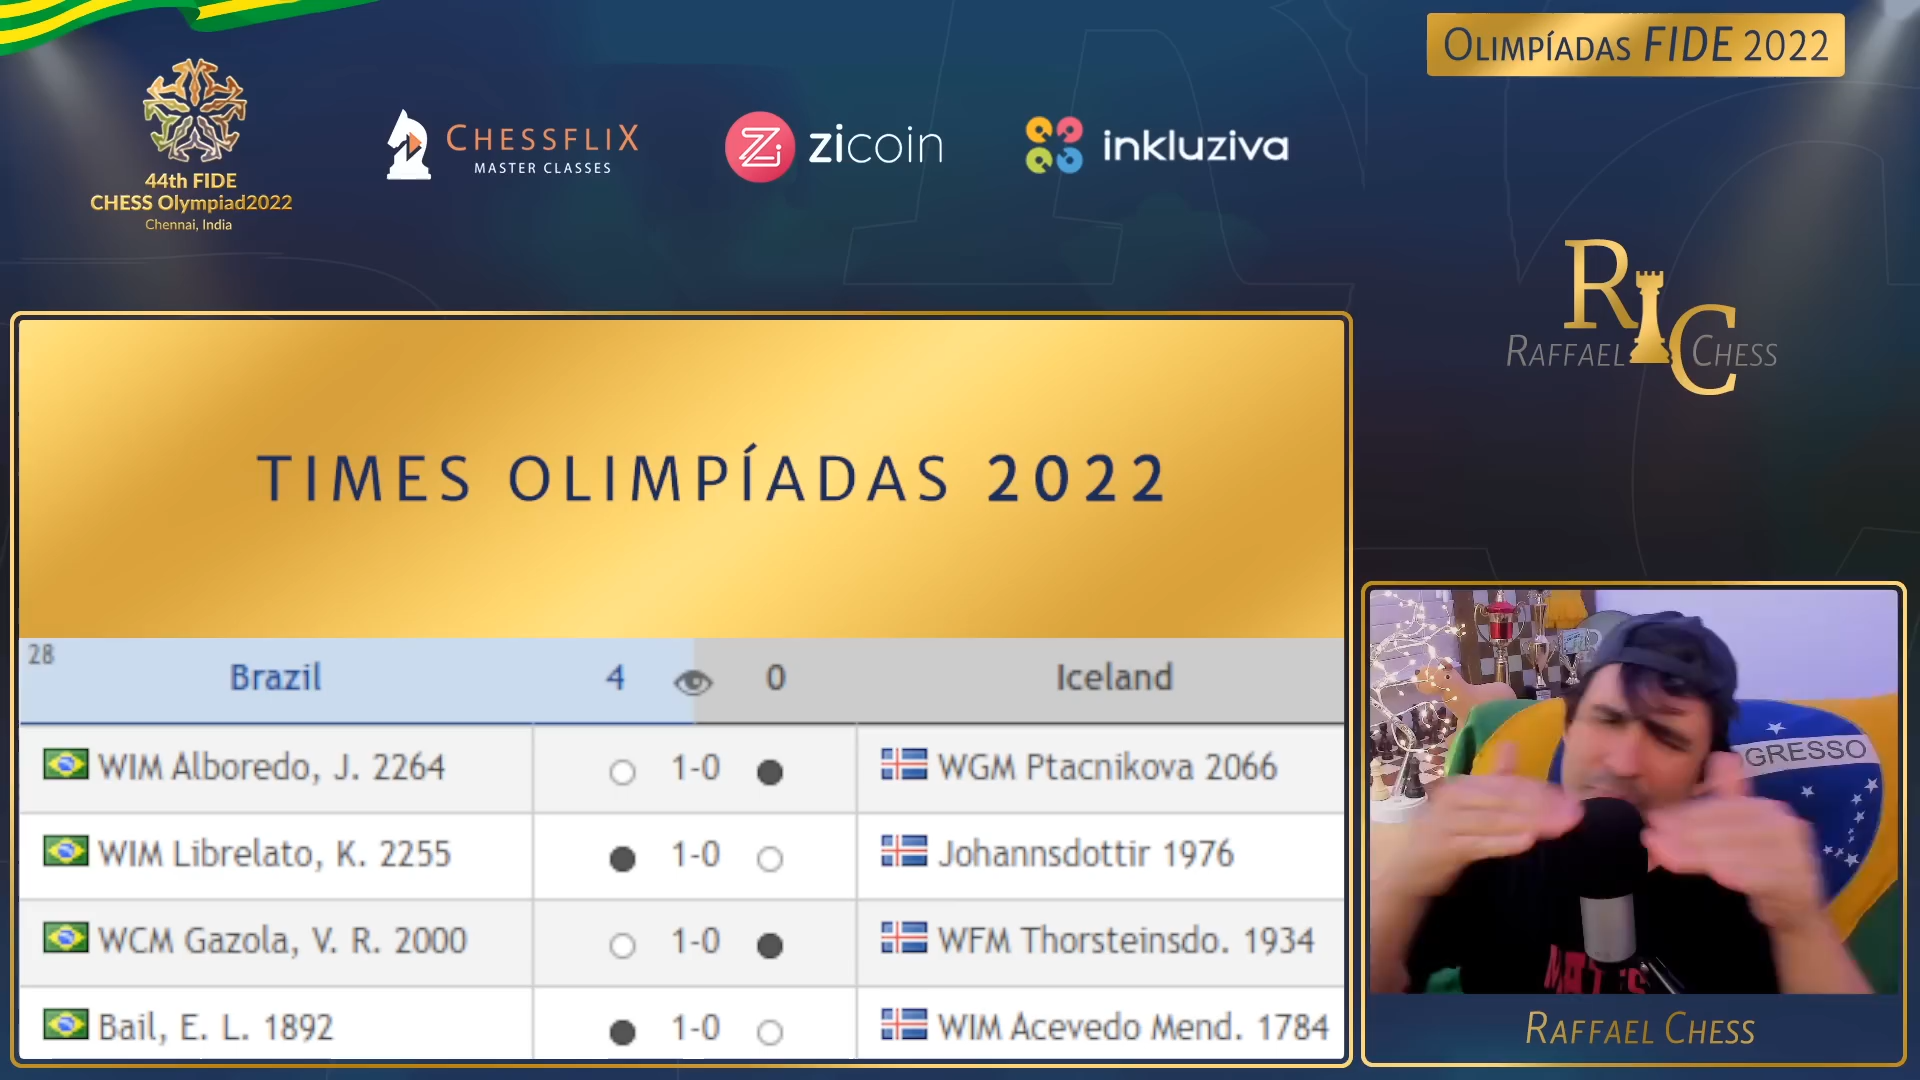 OLIMPÍADAS FIDE 2022
44th FIDE
CHESS Olympiad2022
Chennai, India
CHESSFLIX
MASTER CLASSES
zicoin
inkluziva
RC
RAFFAEL CHESS
TIMES OLIMPÍADAS 2022
28 Brazil 4 0 Iceland
WIM Alboredo, J. 2264 1-0 WGM Ptacnikova 2066
WIM Librelato, K. 2255 1-0 Johannsdottir 1976
WCM Gazola, V. R. 2000 1-0 WFM Thorsteinsdo. 1934
Bail, E. L. 1892 1-0 WIM Acevedo Mend. 1784
GRESSO
RAFFAEL CHESS